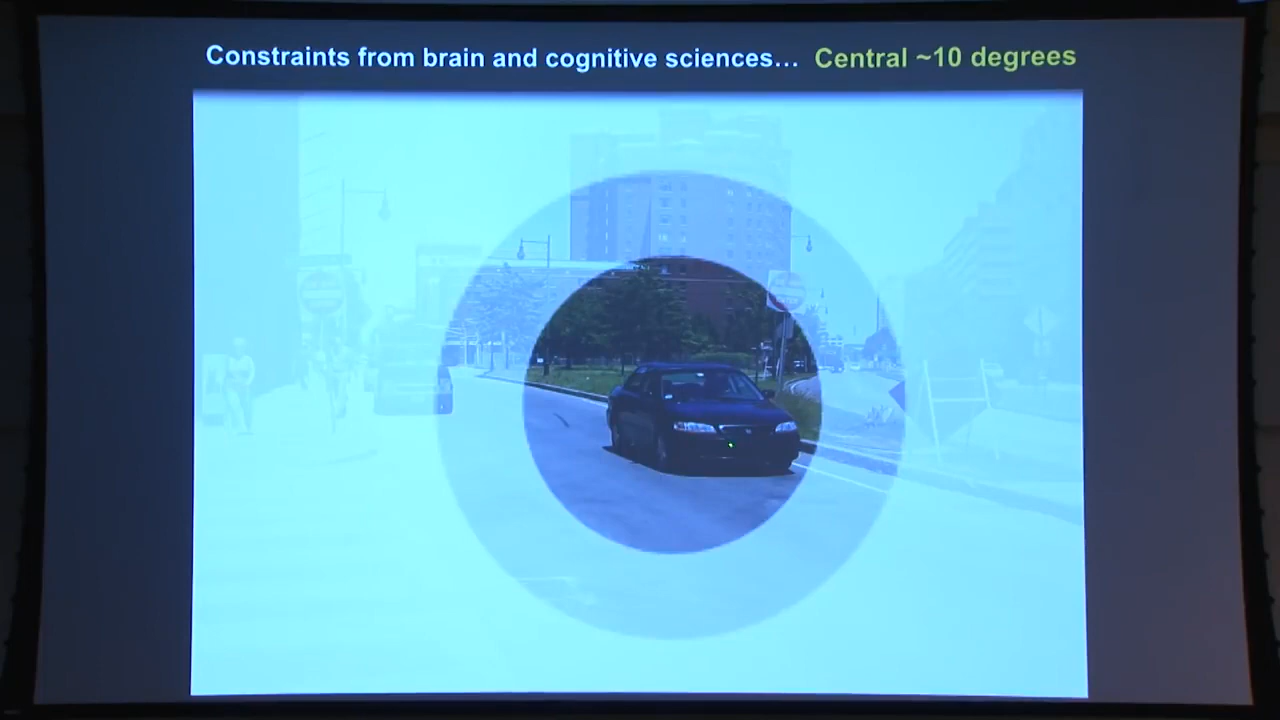 Constraints from brain and cognitive sciences… Central ~10 degrees